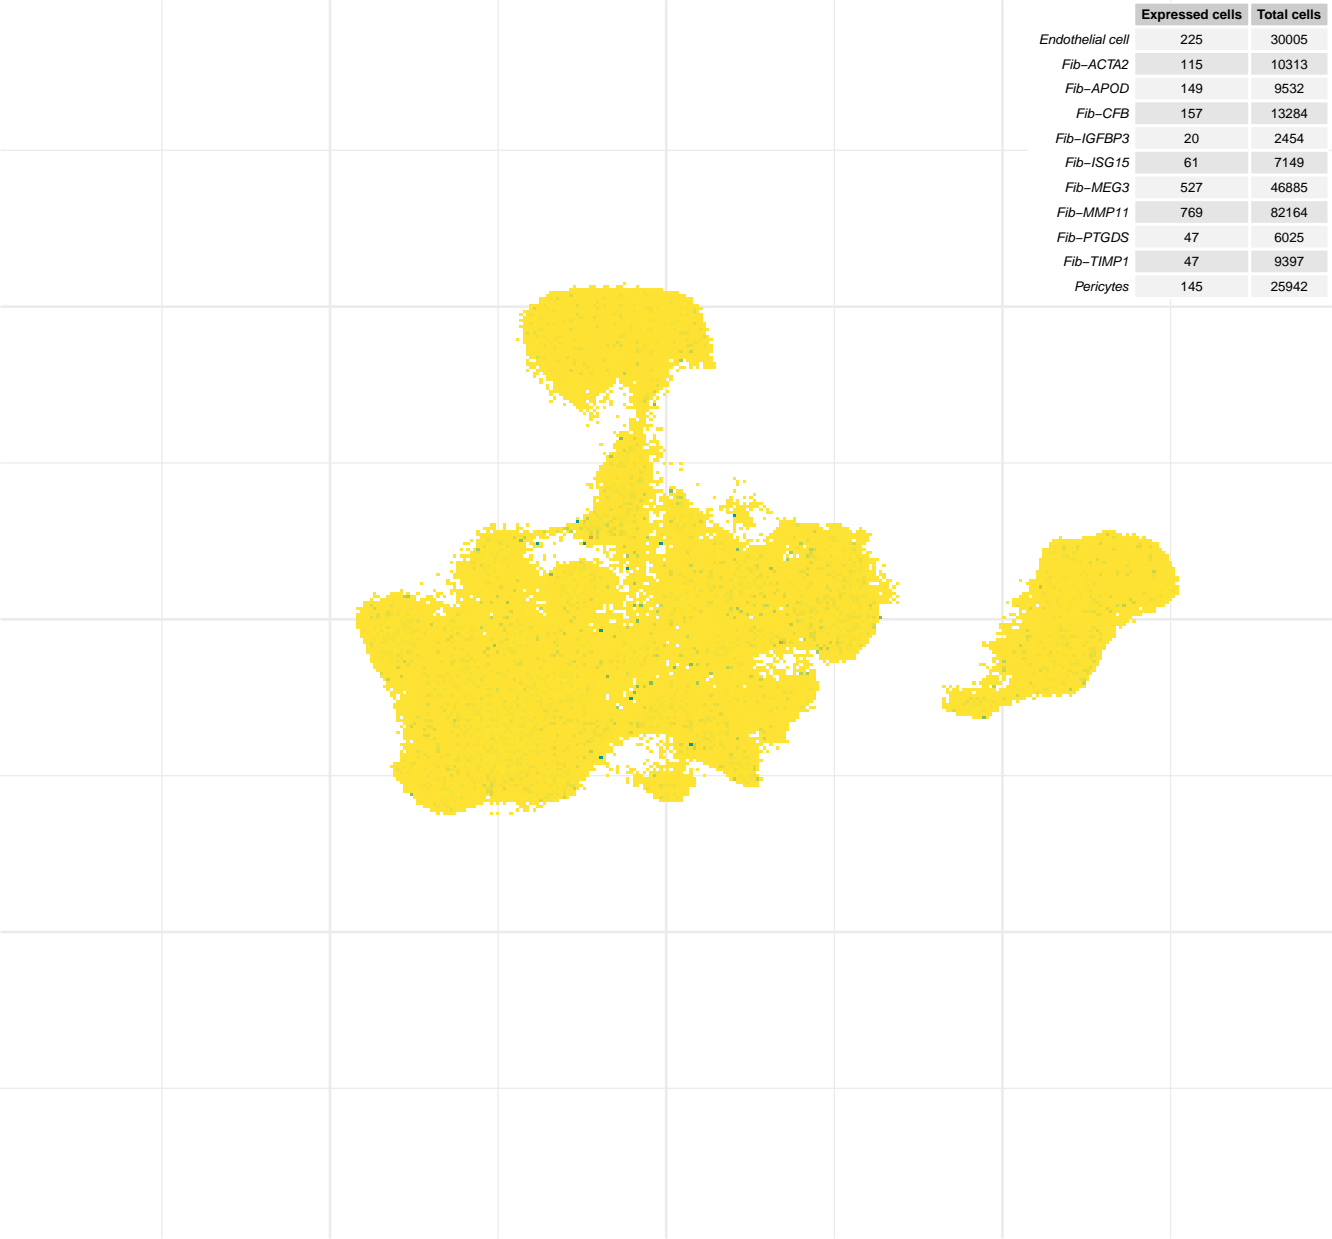 Expressed cells Total cells
Endothelial cell 225 30005
Fib−ACTA2 115 10313
Fib−APOD 149 9532
Fib−CFB 157 13284
Fib−IGFBP3 20 2454
Fib−ISG15 61 7149
Fib−MEG3 527 46885
Fib−MMP11 769 82164
Fib−PTGDS 47 6025
Fib−TIMP1 47 9397
Pericytes 145 25942